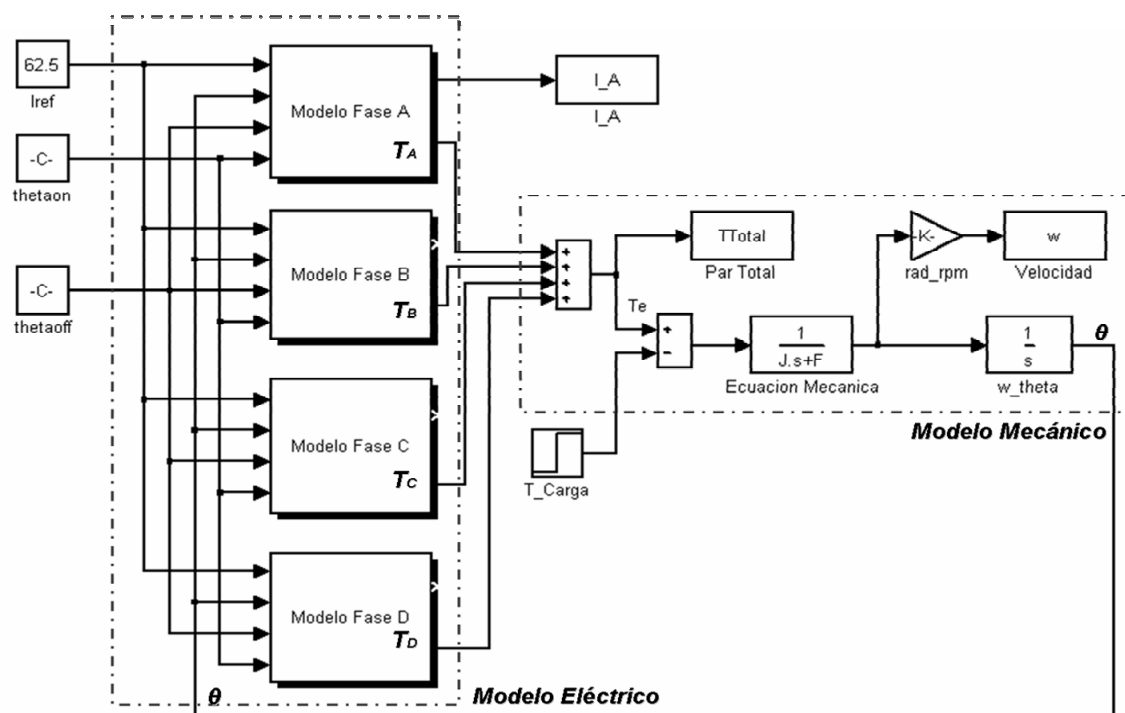 62.5
Iref
-C-
thetaon
-C-
thetaoff
Modelo Fase A
TA
Modelo Fase B
TB
Modelo Fase C
TC
Modelo Fase D
TD
θ
Modelo Eléctrico
I_A
I_A
TTotal
Par Total
-K-
rad_rpm
w
Velocidad
+
+
+
+
Te
+
−
1
J.s+F
Ecuacion Mecanica
1
s
w_theta
θ
Modelo Mecánico
T_Carga